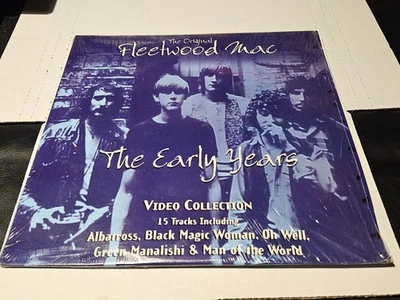 The Original
Fleetwood Mac
The Early Years
VIDEO COLLECTION
15 Tracks Including
Albatross, Black Magic Woman, Oh Well,
Green Manalishi & Man of the World